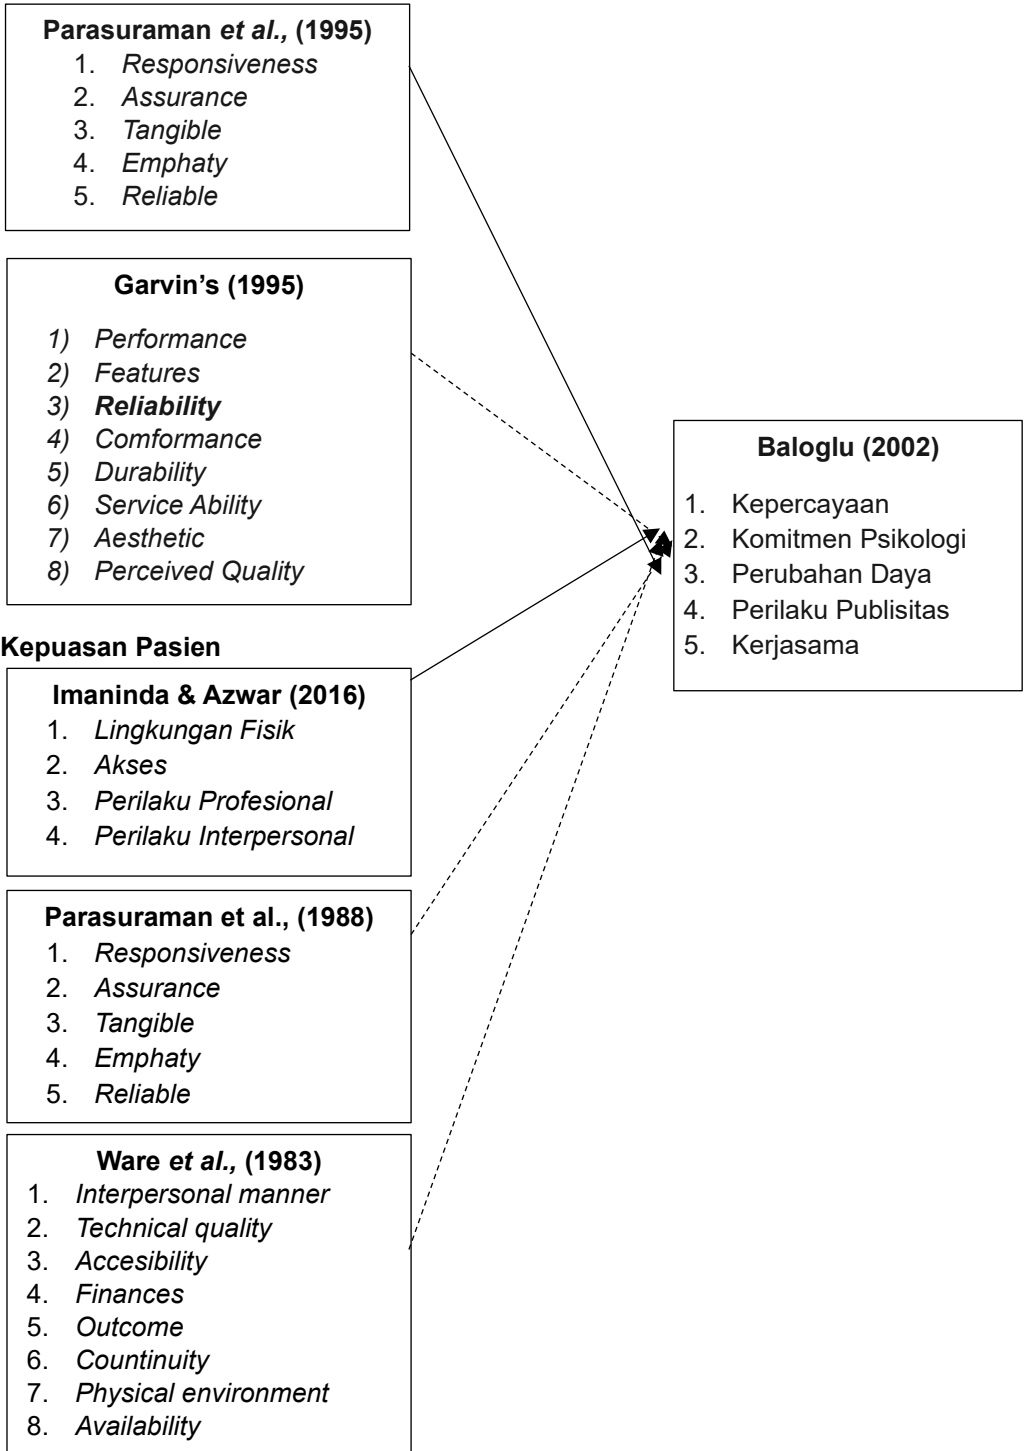 Parasuraman et al., (1995)
1. Responsiveness
2. Assurance
3. Tangible
4. Emphaty
5. Reliable
Garvin’s (1995)
1) Performance
2) Features
3) Reliability
4) Comformance
5) Durability
6) Service Ability
7) Aesthetic
8) Perceived Quality
Kepuasan Pasien
Imaninda & Azwar (2016)
1. Lingkungan Fisik
2. Akses
3. Perilaku Profesional
4. Perilaku Interpersonal
Parasuraman et al., (1988)
1. Responsiveness
2. Assurance
3. Tangible
4. Emphaty
5. Reliable
Ware et al., (1983)
1. Interpersonal manner
2. Technical quality
3. Accesibility
4. Finances
5. Outcome
6. Countinuity
7. Physical environment
8. Availability
Baloglu (2002)
1. Kepercayaan
2. Komitmen Psikologi
3. Perubahan Daya
4. Perilaku Publisitas
5. Kerjasama